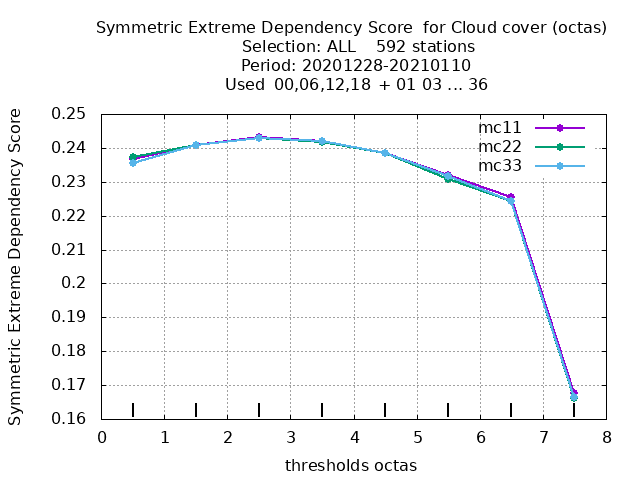 Symmetric Extreme Dependency Score  for Cloud cover (octas)
Selection: ALL    592 stations
Period: 20201228-20210110
Used  00,06,12,18  + 01 03 ... 36
Symmetric Extreme Dependency Score
0.25
0.24
0.23
0.22
0.21
0.2
0.19
0.18
0.17
0.16
mc11
mc22
mc33
0 1 2 3 4 5 6 7 8
thresholds octas